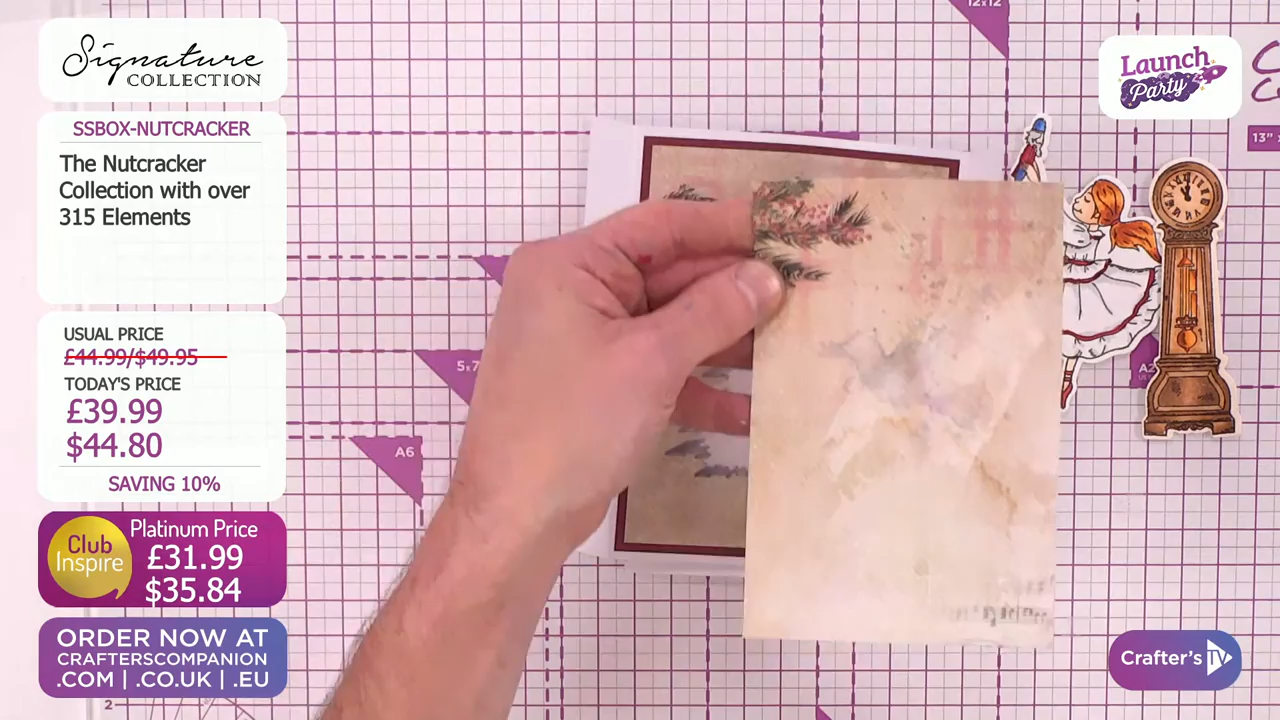 Signature
COLLECTION
SSBOX-NUTCRACKER
The Nutcracker
Collection with over
315 Elements
USUAL PRICE
£44.99/$49.95
TODAY'S PRICE
£39.99
$44.80
SAVING 10%
Club
Inspire
Platinum Price
£31.99
$35.84
ORDER NOW AT
CRAFTERSCOMPANION
.COM | .CO.UK | .EU
12x12
Launch
Party
13"
5x7
A6
A2
2
Crafter's TV